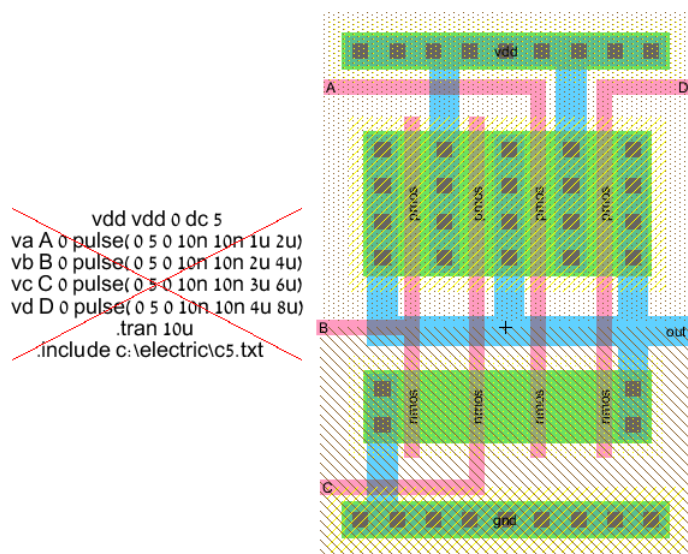 vdd vdd 0 dc 5
va A 0 pulse( 0 5 0 10n 10n 1u 2u)
vb B 0 pulse( 0 5 0 10n 10n 2u 4u)
vc C 0 pulse( 0 5 0 10n 10n 3u 6u)
vd D 0 pulse( 0 5 0 10n 10n 4u 8u)
.tran 10u
.include c:\electric\c5.txt
vdd
A
D
pmos
pmos
pmos
pmos
B
out
nmos
nmos
nmos
nmos
C
gnd